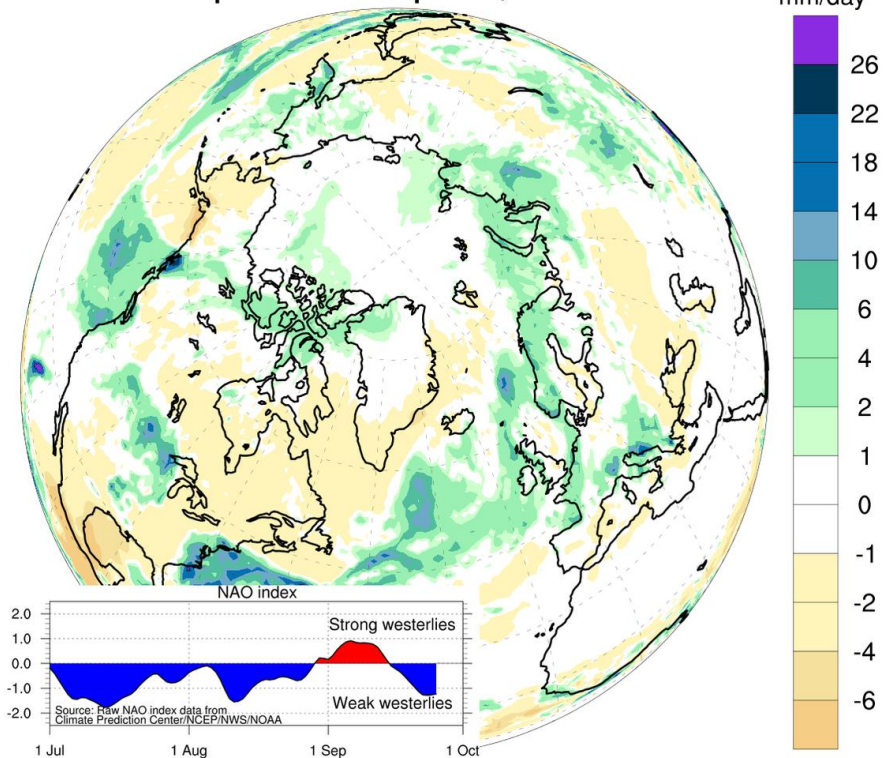 mm/day
26
22
18
14
10
6
4
2
1
0
-1
-2
-4
-6
NAO index
2.0
1.0
0.0
-1.0
-2.0
Strong westerlies
Weak westerlies
Source: Raw NAO index data from
Climate Prediction Center/NCEP/NWS/NOAA
1 Jul
1 Aug
1 Sep
1 Oct